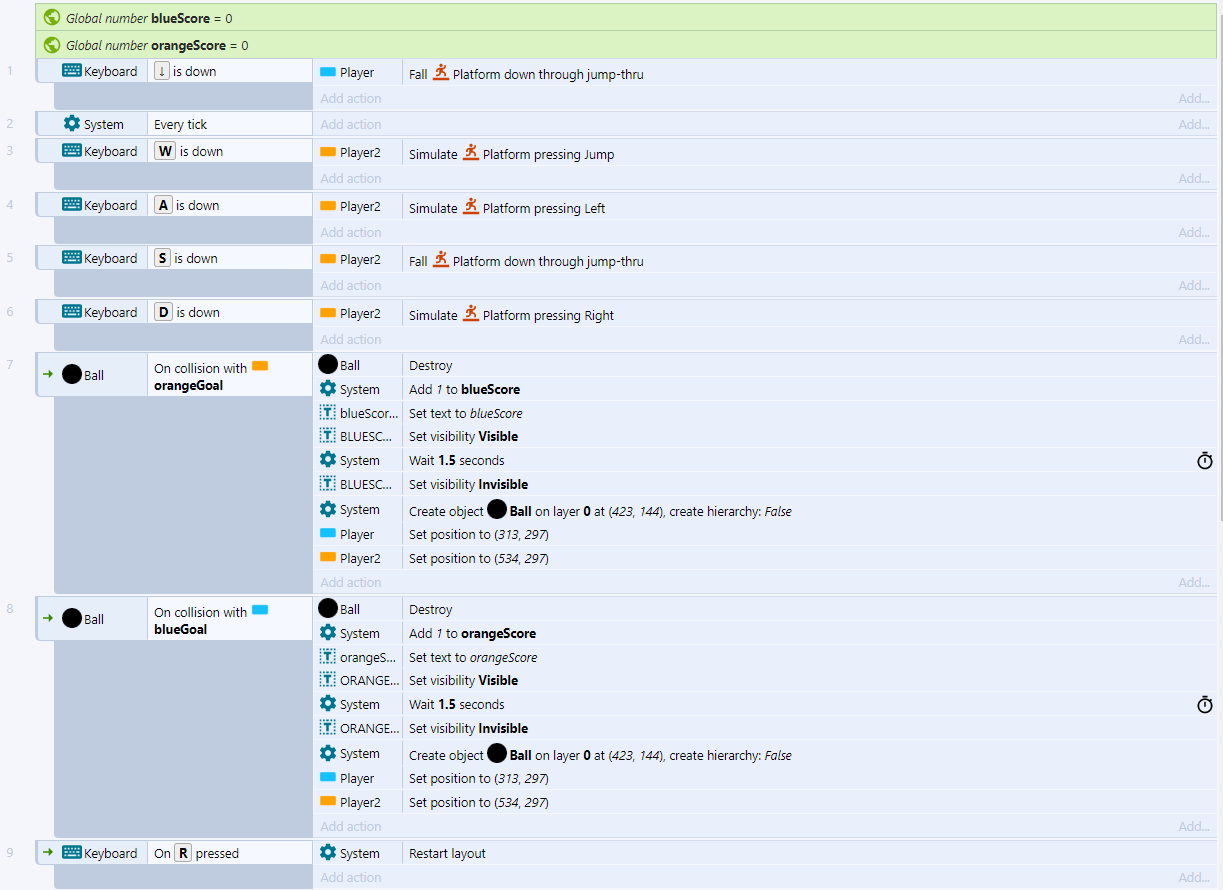 Global number blueScore = 0
Global number orangeScore = 0
1 Keyboard ↓ is down Player Fall Platform down through jump-thru
Add action Add...
2 System Every tick Add action Add...
3 Keyboard W is down Player2 Simulate Platform pressing Jump
Add action Add...
4 Keyboard A is down Player2 Simulate Platform pressing Left
Add action Add...
5 Keyboard S is down Player2 Fall Platform down through jump-thru
Add action Add...
6 Keyboard D is down Player2 Simulate Platform pressing Right
Add action Add...
7 Ball On collision with orangeGoal Ball Destroy
System Add 1 to blueScore
blueScor... Set text to blueScore
BLUESC... Set visibility Visible
System Wait 1.5 seconds
BLUESC... Set visibility Invisible
System Create object Ball on layer 0 at (423, 144), create hierarchy: False
Player Set position to (313, 297)
Player2 Set position to (534, 297)
Add action Add...
8 Ball On collision with blueGoal Ball Destroy
System Add 1 to orangeScore
orangeS... Set text to orangeScore
ORANGE... Set visibility Visible
System Wait 1.5 seconds
ORANGE... Set visibility Invisible
System Create object Ball on layer 0 at (423, 144), create hierarchy: False
Player Set position to (313, 297)
Player2 Set position to (534, 297)
Add action Add...
9 Keyboard On R pressed System Restart layout
Add action Add...